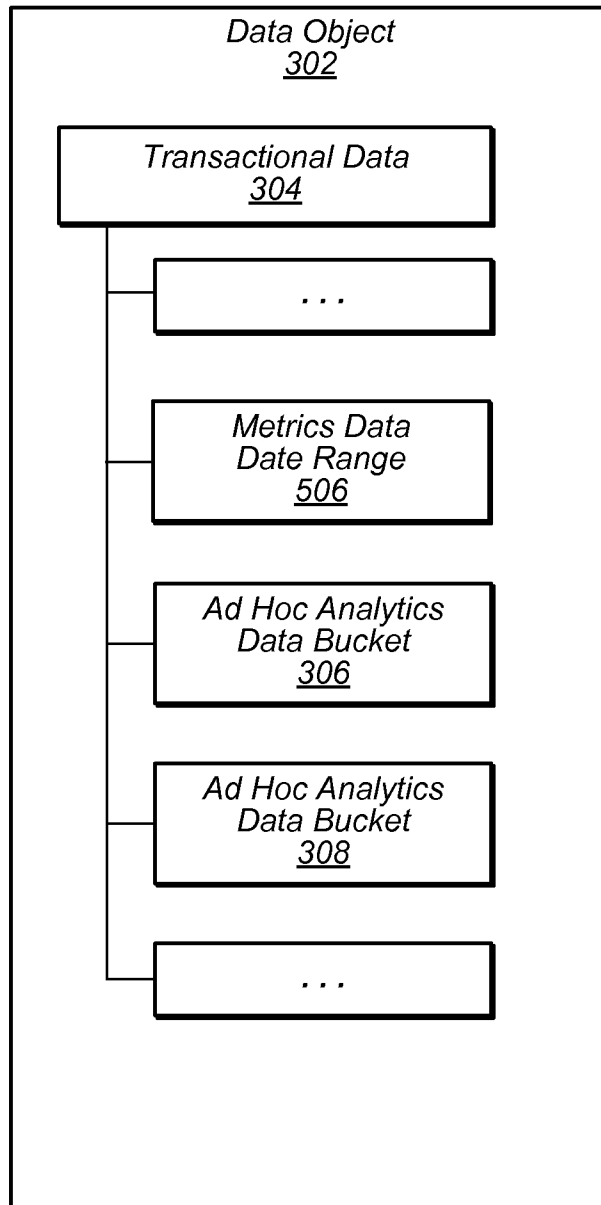 Data Object
302
Transactional Data
304
. . .
Metrics Data
Date Range
506
Ad Hoc Analytics
Data Bucket
306
Ad Hoc Analytics
Data Bucket
308
. . .